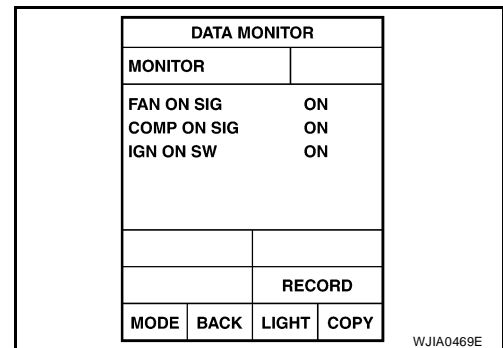 DATA MONITOR
MONITOR
FAN ON SIG ON
COMP ON SIG ON
IGN ON SW ON
RECORD
MODE BACK LIGHT COPY
WJIA0469E